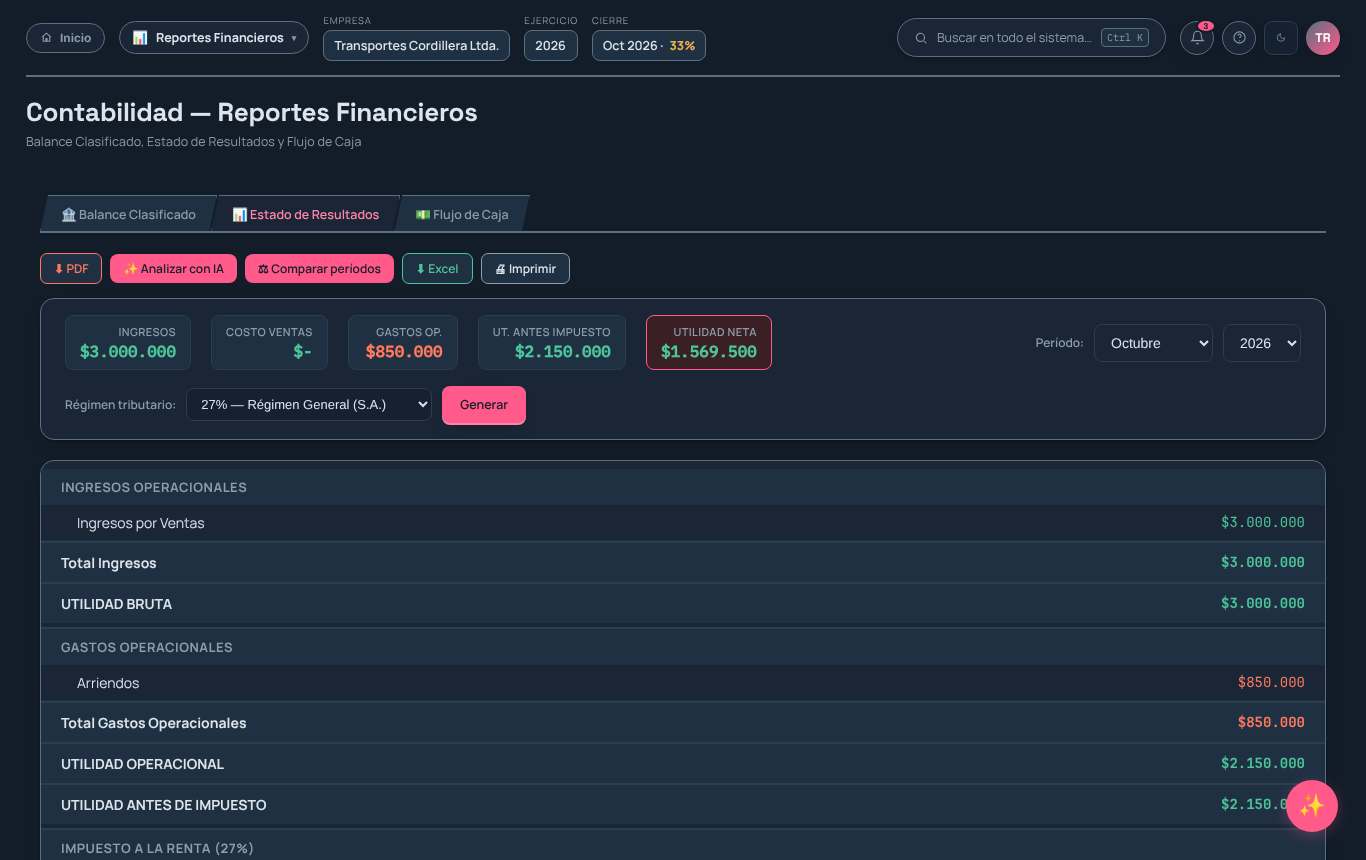 Inicio
Reportes Financieros
EMPRESA
Transportes Cordillera Ltda.
EJERCICIO
2026
CIERRE
Oct 2026 · 33%
Buscar en todo el sistema... Ctrl K
3
TR
Contabilidad — Reportes Financieros
Balance Clasificado, Estado de Resultados y Flujo de Caja
Balance Clasificado
Estado de Resultados
Flujo de Caja
⬇ PDF
✨ Analizar con IA
⚖ Comparar periodos
⬇ Excel
🖨 Imprimir
INGRESOS
$3.000.000
COSTO VENTAS
$-
GASTOS OP.
$850.000
UT. ANTES IMPUESTO
$2.150.000
UTILIDAD NETA
$1.569.500
Periodo: Octubre 2026
Régimen tributario: 27% — Régimen General (S.A.) Generar
INGRESOS OPERACIONALES
Ingresos por Ventas $3.000.000
Total Ingresos $3.000.000
UTILIDAD BRUTA $3.000.000
GASTOS OPERACIONALES
Arriendos $850.000
Total Gastos Operacionales $850.000
UTILIDAD OPERACIONAL $2.150.000
UTILIDAD ANTES DE IMPUESTO $2.150.0
IMPUESTO A LA RENTA (27%)